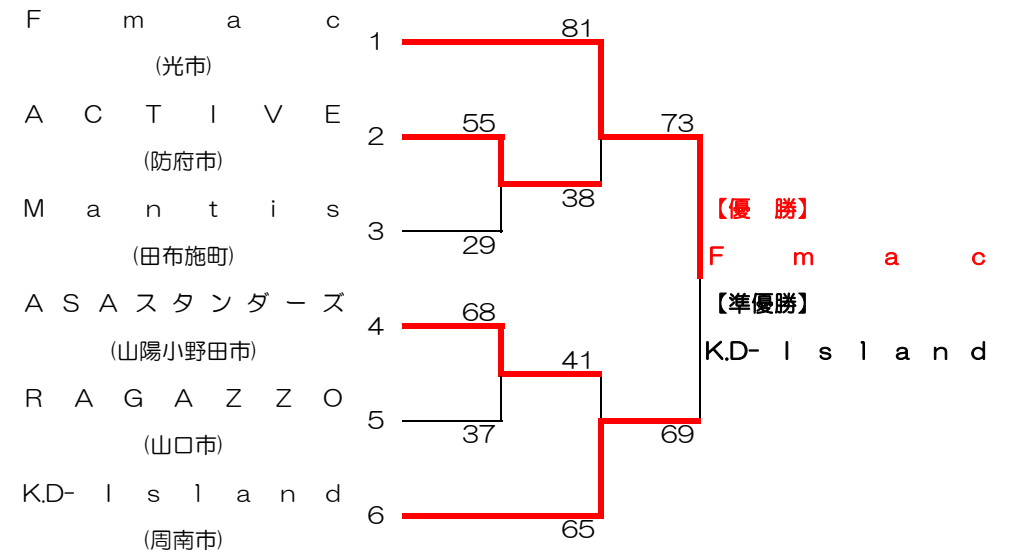 Fmac
1
81
(光市)
ACTIVE
2
55
73
(防府市)
38
Mantis
3
29
(田布施町)
【優　勝】
Fmac
【準優勝】
K.D-Island
ASAスタンダーズ
4
68
(山陽小野田市)
41
RAGAZZO
5
37
69
(山口市)
K.D-Island
6
65
(周南市)